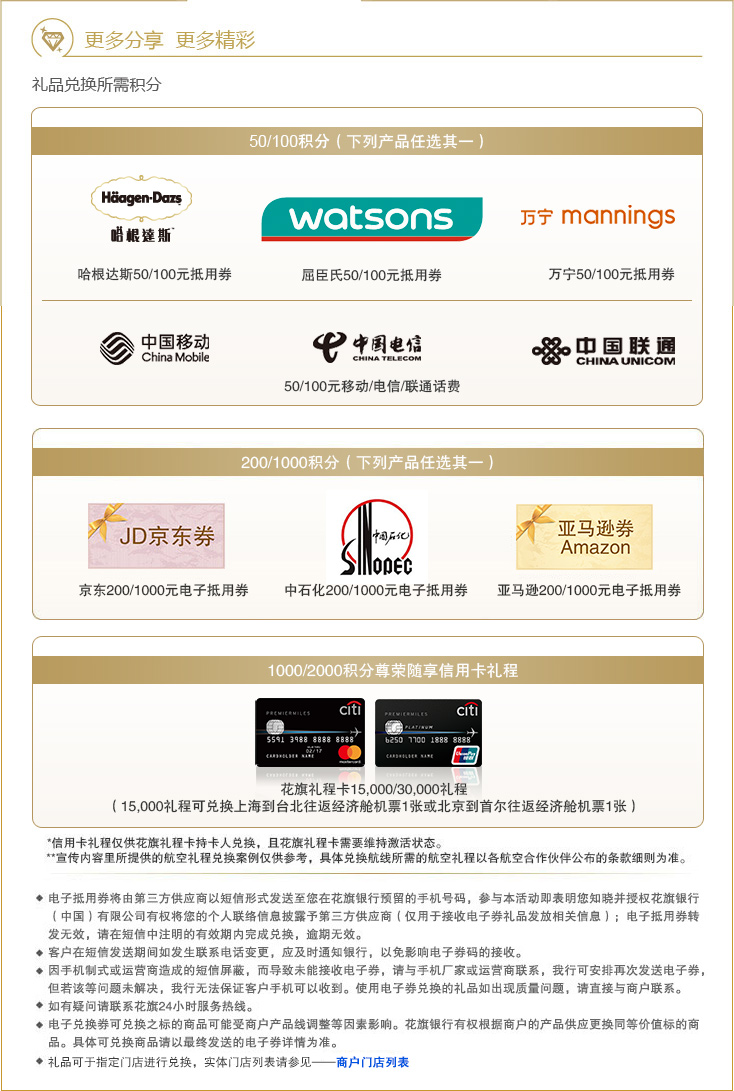 更多分享 更多精彩
礼品兑换所需积分
50/100积分（下列产品任选其一）
Häagen-Dazs
哈根達斯
watsons
万宁 mannings
哈根达斯50/100元抵用券
屈臣氏50/100元抵用券
万宁50/100元抵用券
中国移动
China Mobile
中国电信
CHINA TELECOM
中国联通
CHINA UNICOM
50/100元移动/电信/联通话费
200/1000积分（下列产品任选其一）
JD京东券
中国石化
SINOPEC
亚马逊券
Amazon
京东200/1000元电子抵用券
中石化200/1000元电子抵用券
亚马逊200/1000元电子抵用券
1000/2000积分尊荣随享信用卡礼程
PREMIERMILES
citi
5591 3988 8888 8888
02/17
CARDHOLDER NAME
mastercard
PREMIERMILES
citi
PLATINUM
6250 7700 1888 8888
CARDHOLDER NAME
UnionPay
银联
花旗礼程卡15,000/30,000礼程
（15,000礼程可兑换上海到台北往返经济舱机票1张或北京到首尔往返经济舱机票1张）
*信用卡礼程仅供花旗礼程卡持卡人兑换，且花旗礼程卡需要维持激活状态。
**宣传内容里所提供的航空礼程兑换案例仅供参考，具体兑换航线所需的航空礼程以各航空合作伙伴公布的条款细则为准。
◆ 电子抵用券将由第三方供应商以短信形式发送至您在花旗银行预留的手机号码，参与本活动即表明您知晓并授权花旗银行
（中国）有限公司有权将您的个人联络信息披露予第三方供应商（仅用于接收电子券礼品发放相关信息）；电子抵用券转
发无效，请在短信中注明的有效期内完成兑换，逾期无效。
◆ 客户在短信发送期间如发生联系电话变更，应及时通知银行，以免影响电子券码的接收。
◆ 因手机制式或运营商造成的短信屏蔽，而导致未能接收电子券，请与手机厂家或运营商联系，我行可安排再次发送电子券，
但若该等问题未解决，我行无法保证客户手机可以收到。使用电子券兑换的礼品如出现质量问题，请直接与商户联系。
◆ 如有疑问请联系花旗24小时服务热线。
◆ 电子兑换券可兑换之标的商品可能受商户产品线调整等因素影响。花旗银行有权根据商户的产品供应更换同等价值标的商
品。具体可兑换商品请以最终发送的电子券详情为准。
◆ 礼品可于指定门店进行兑换，实体门店列表请参见——商户门店列表